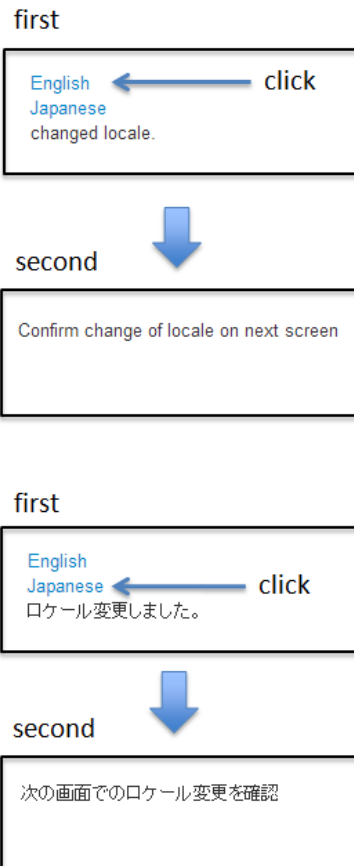 first
English
click
Japanese
changed locale.
second
Confirm change of locale on next screen
first
English
Japanese
click
ロケール変更しました。
second
次の画面でのロケール変更を確認